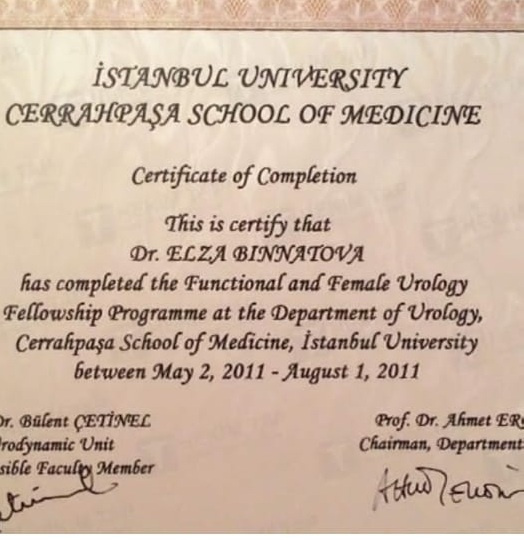 İSTANBUL UNIVERSITY
CERRAHPAŞA SCHOOL OF MEDICINE
Certificate of Completion
This is certify that
Dr. ELZA BINNATOVA
has completed the Functional and Female Urology
Fellowship Programme at the Department of Urology,
Cerrahpaşa School of Medicine, İstanbul University
between May 2, 2011 - August 1, 2011
Dr. Bülent ÇETİNEL
Prof. Dr. Ahmet
Unit
Chairman, Department
Faculty Member